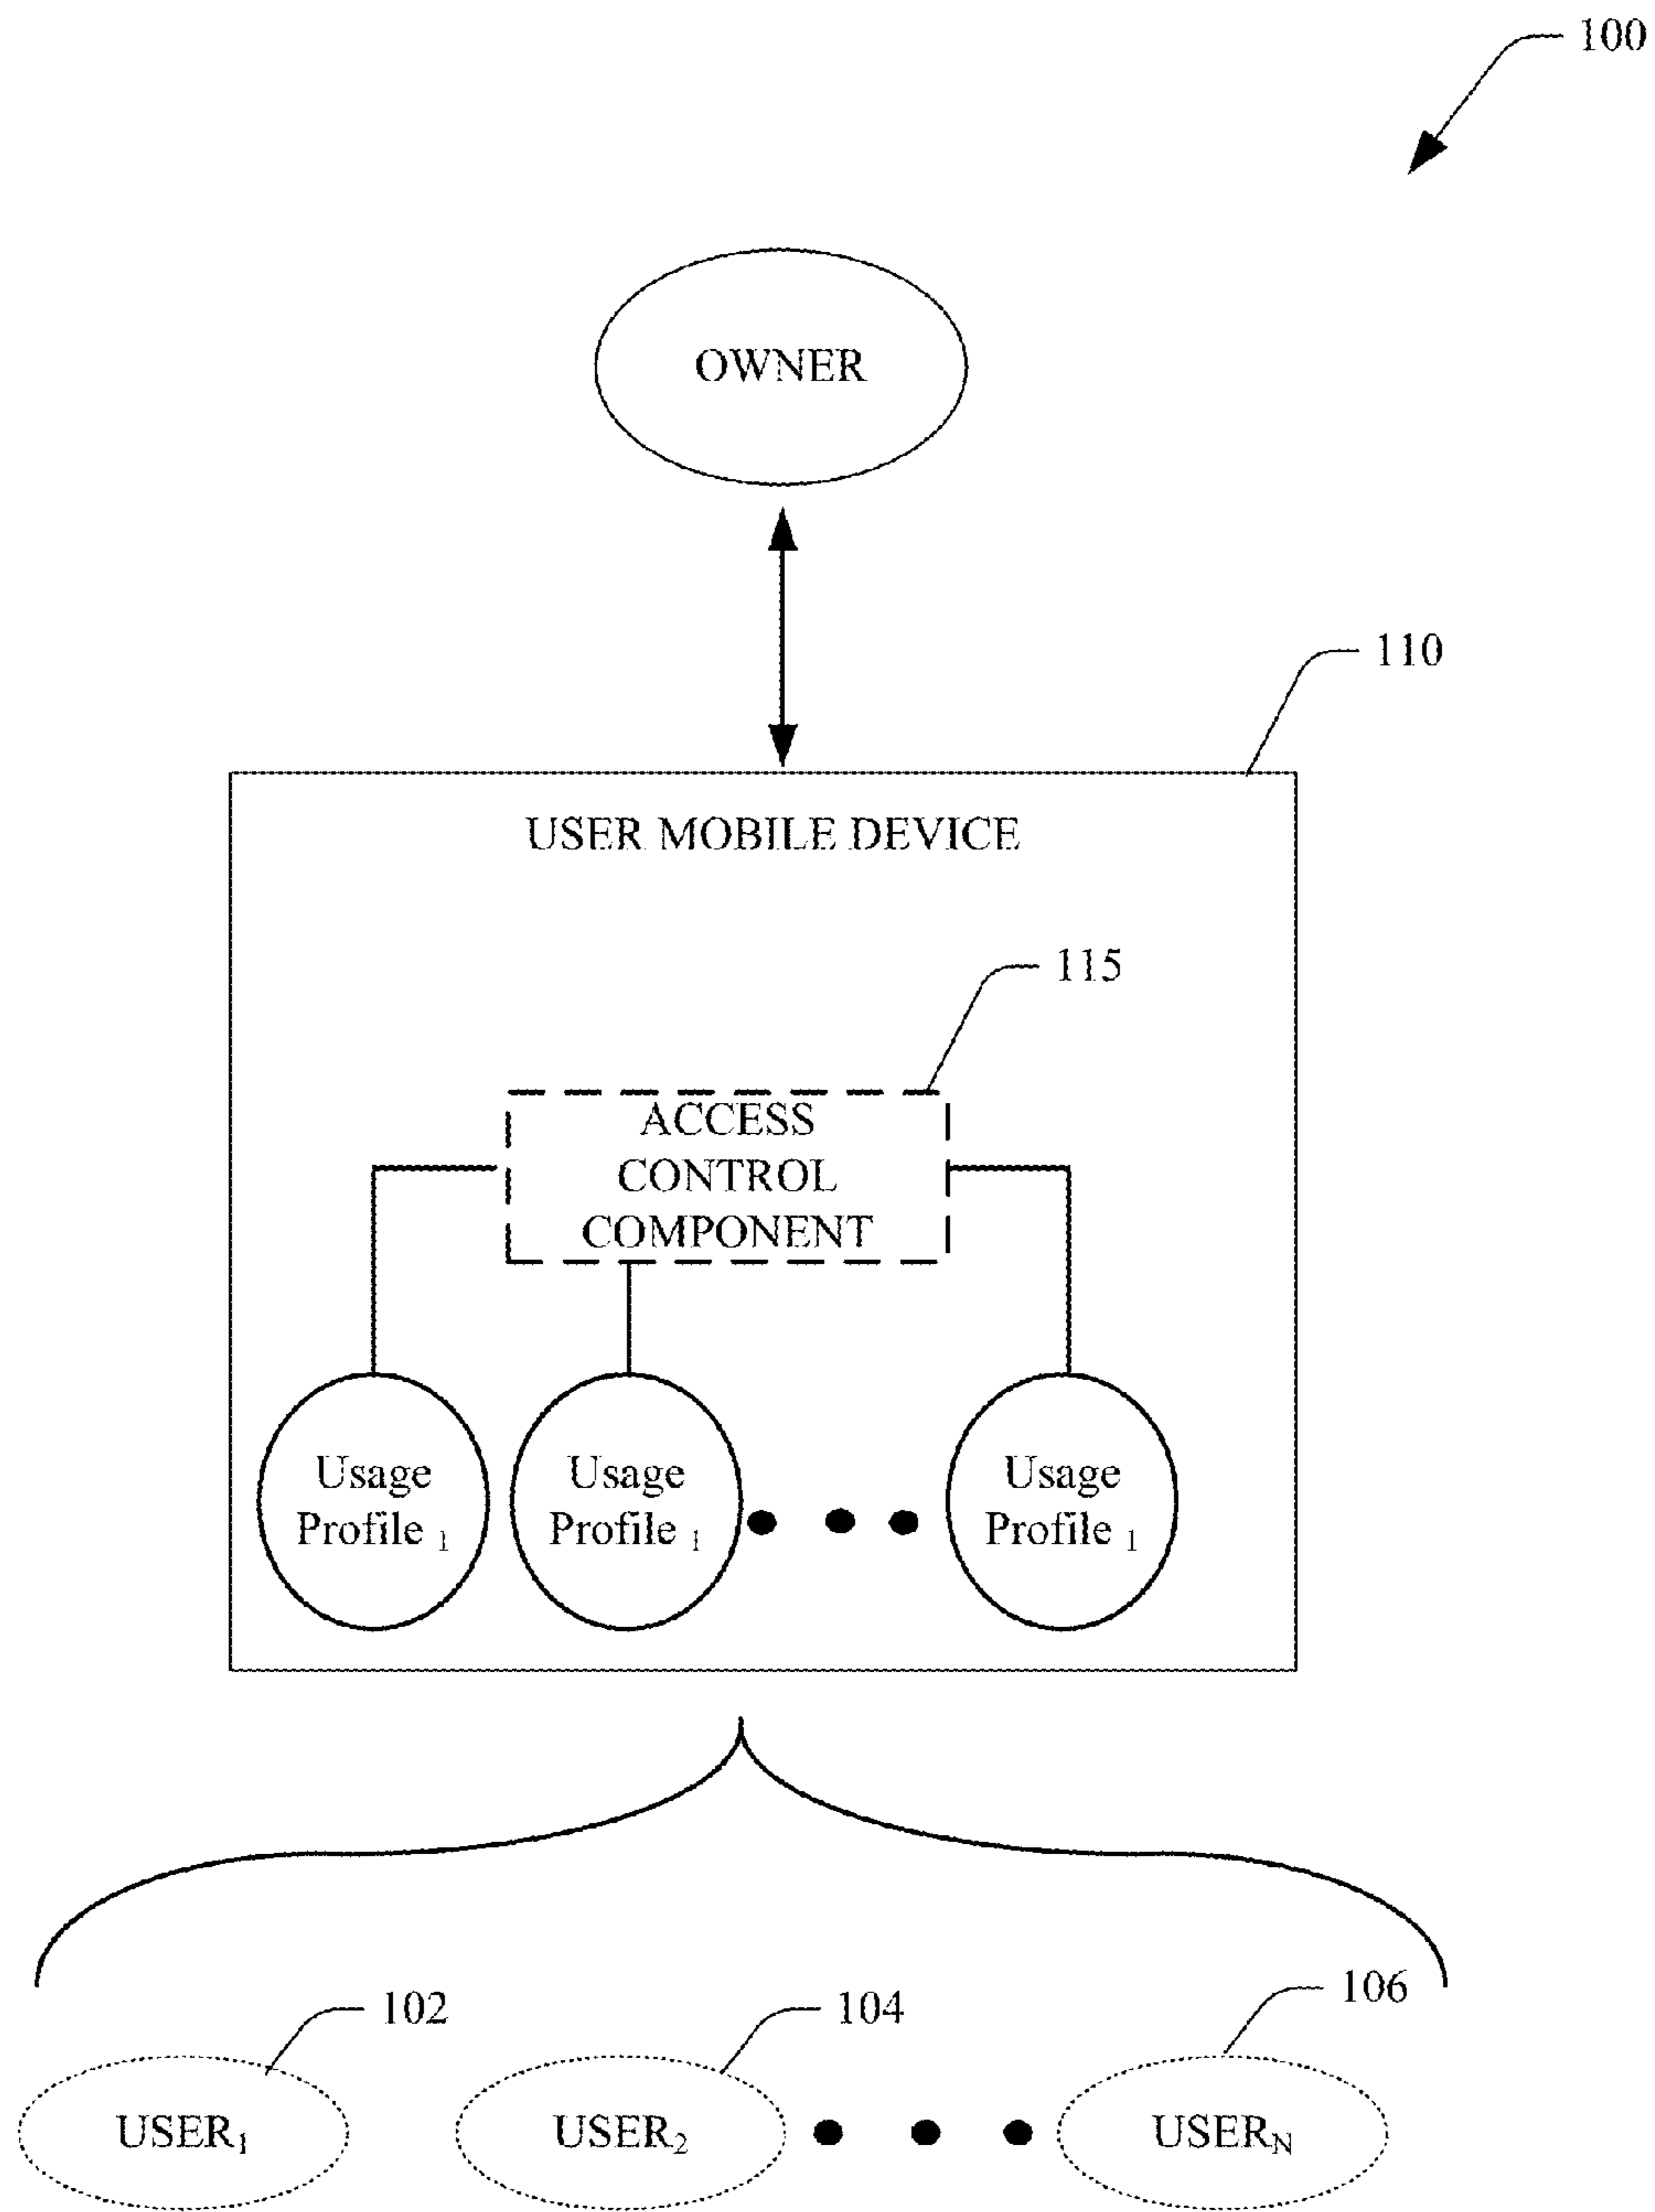 100
OWNER
110
USER MOBILE DEVICE
115
ACCESS
CONTROL
COMPONENT
Usage
Profile 1
Usage
Profile 1
Usage
Profile 1
102
104
106
USER1
USER2
USERN